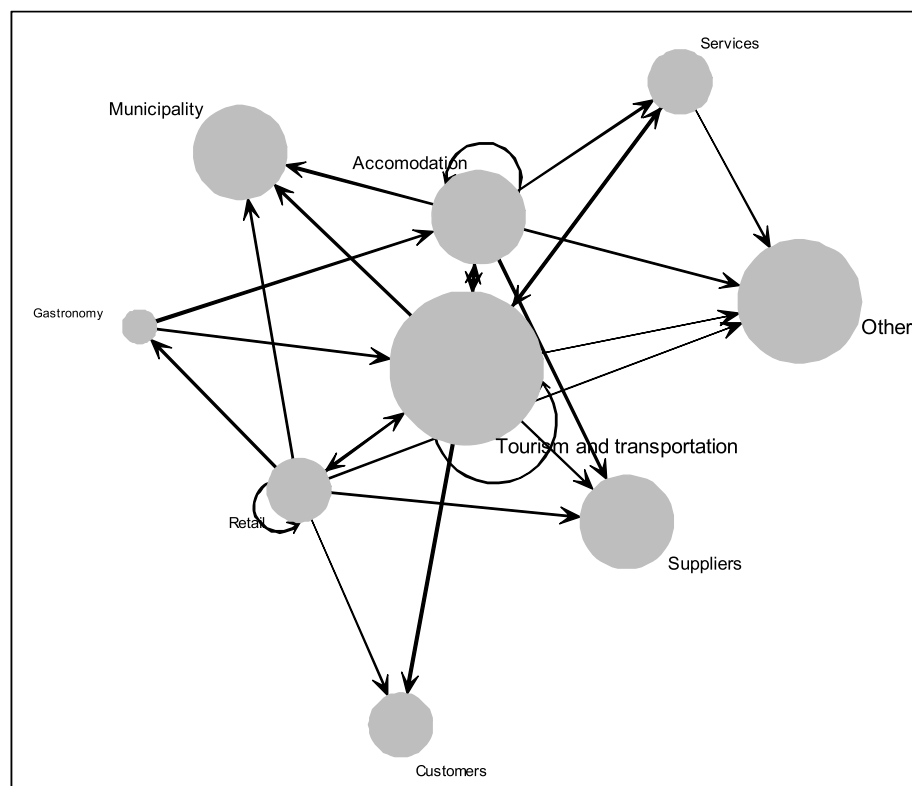 Services
Municipality
Accomodation
Gastronomy
Other
Tourism and transportation
Retail
Suppliers
Customers